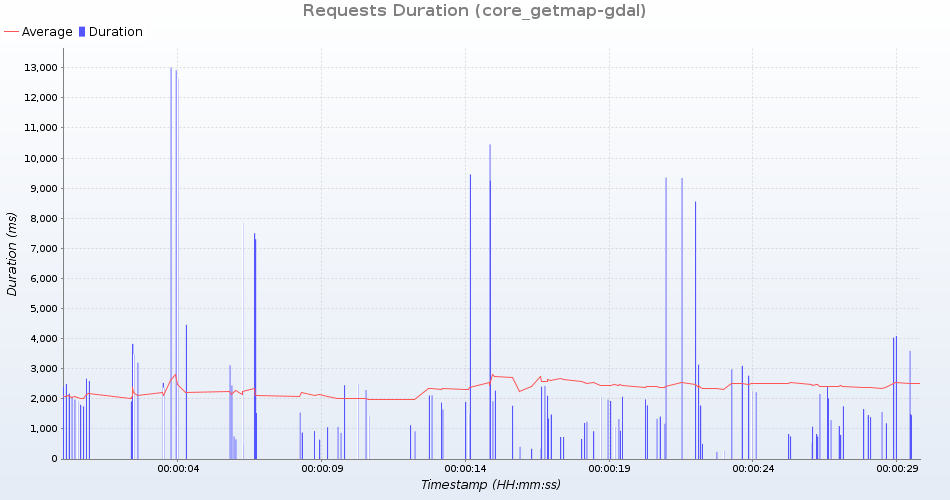 Requests Duration (core_getmap-gdal)
Average Duration
13,000
12,000
11,000
10,000
9,000
8,000
7,000
6,000
5,000
4,000
3,000
2,000
1,000
0
Duration (ms)
00:00:04 00:00:09 00:00:14 00:00:19 00:00:24 00:00:29
Timestamp (HH:mm:ss)